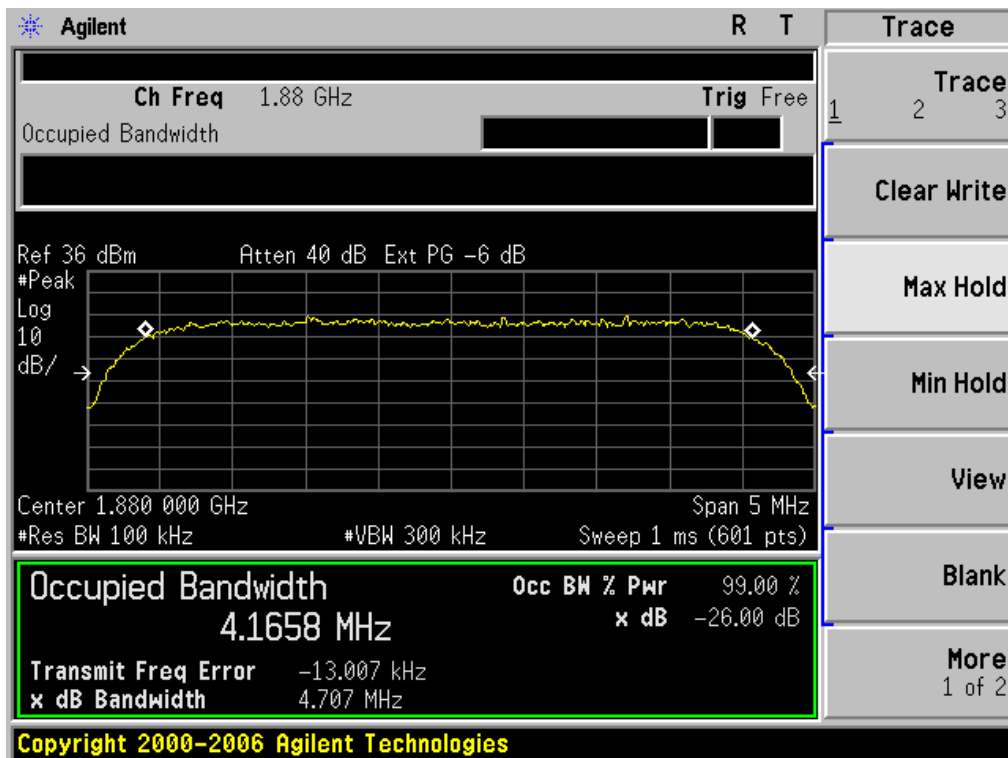 Agilent R T Trace
Trace
1 2 3
Ch Freq 1.88 GHz Trig Free
Occupied Bandwidth
Clear Write
Ref 36 dBm Atten 40 dB Ext PG -6 dB
#Peak
Log
10
dB/
Max Hold
Min Hold
View
Center 1.880 000 GHz Span 5 MHz
#Res BW 100 kHz #VBW 300 kHz Sweep 1 ms (601 pts)
Occupied Bandwidth Occ BW % Pwr 99.00 %
4.1658 MHz x dB -26.00 dB
Blank
Transmit Freq Error -13.007 kHz
x dB Bandwidth 4.707 MHz
More
1 of 2
Copyright 2000-2006 Agilent Technologies